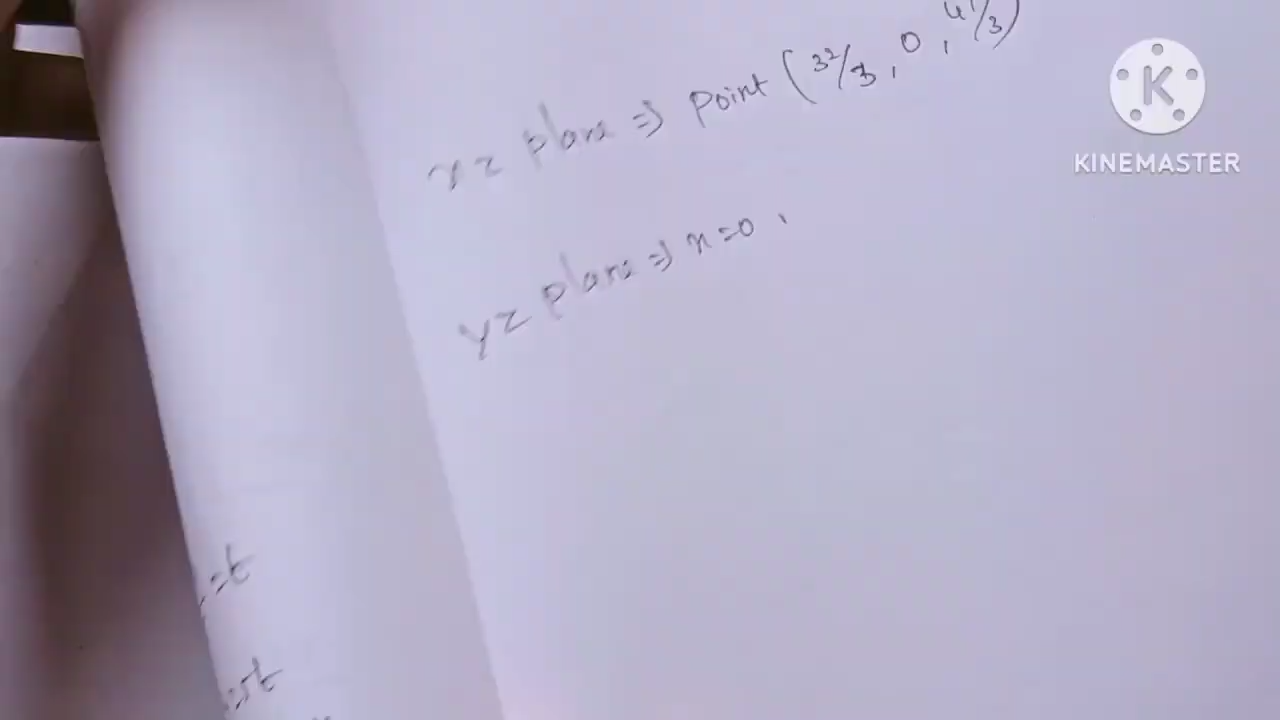 xz plane => point (32/3, 0, 41/3)
yz plane => x=0,
=t
=t
K
KINEMASTER